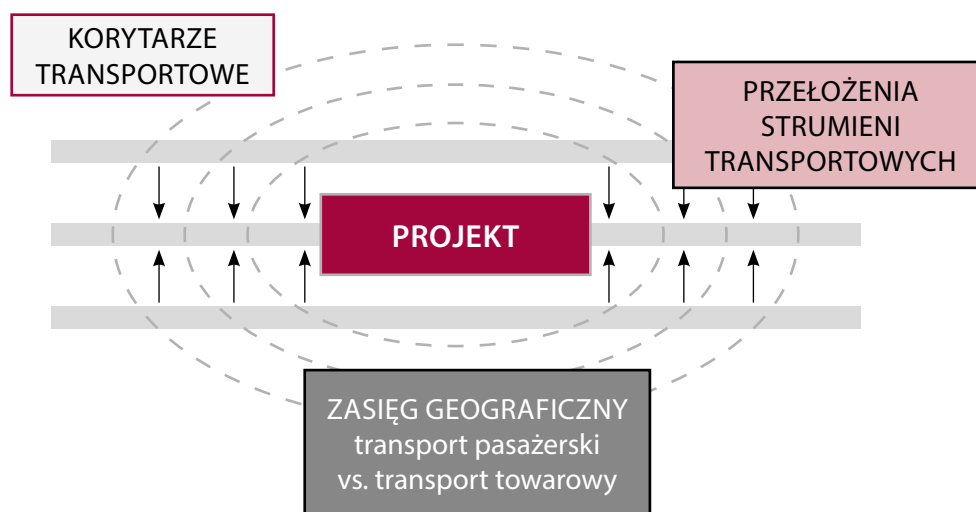 KORYTARZE
TRANSPORTOWE
PRZEŁOŻENIA
STRUMIENI
TRANSPORTOWYCH
PROJEKT
ZASIĘG GEOGRAFICZNY
transport pasażerski
vs. transport towarowy